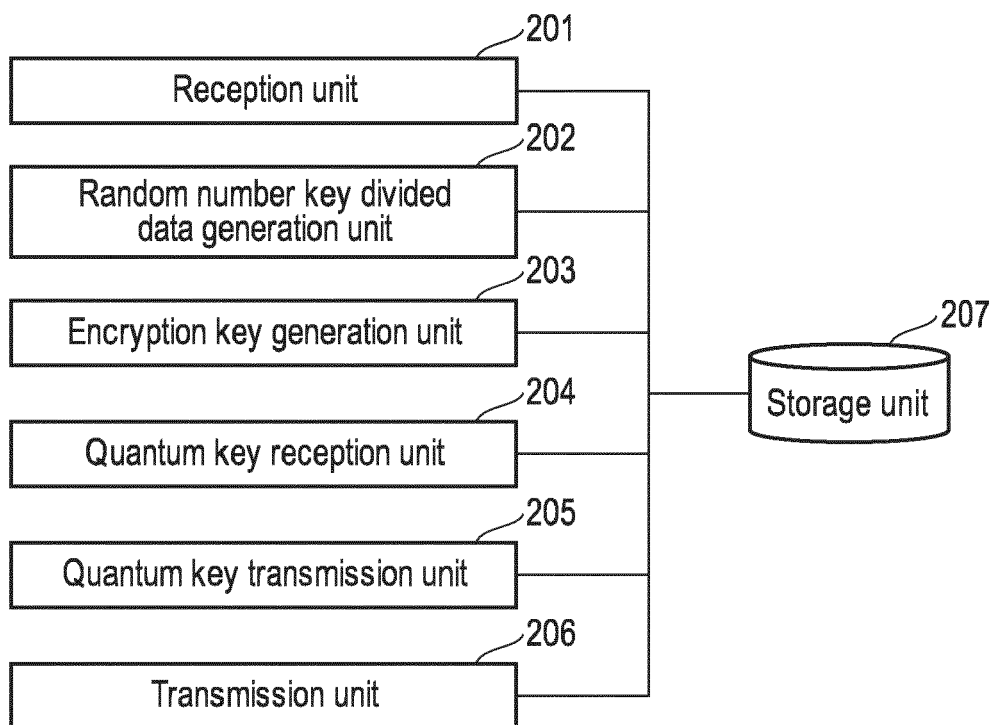 201
Reception unit
202
Random number key divided
data generation unit
203
Encryption key generation unit
207
Storage unit
204
Quantum key reception unit
205
Quantum key transmission unit
206
Transmission unit